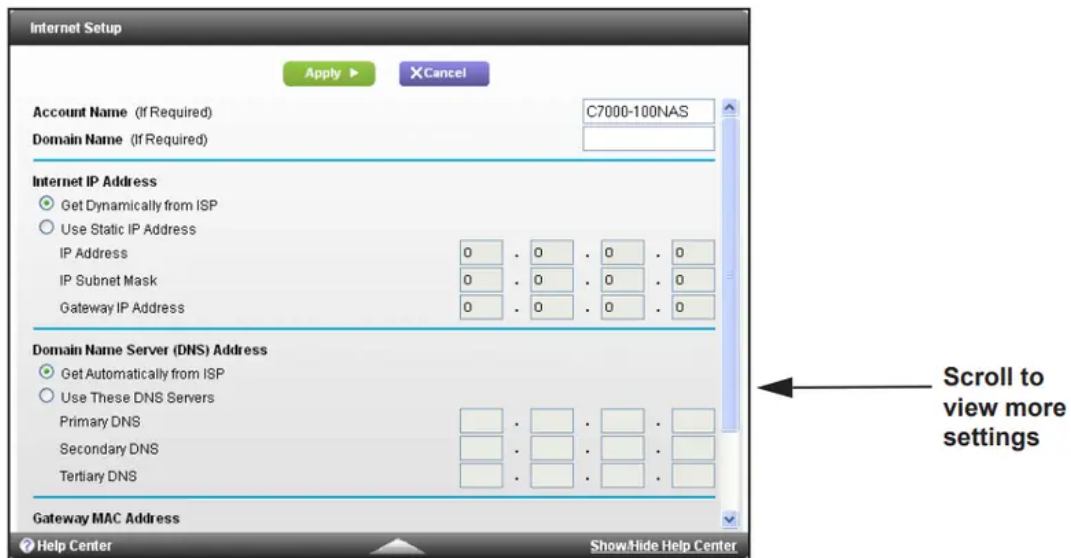 Internet Setup
Apply ►
XCancel
Account Name (If Required) C7000-100NAS
Domain Name (If Required)
Internet IP Address
Get Dynamically from ISP
Use Static IP Address
IP Address 0 . 0 . 0 . 0
IP Subnet Mask 0 . 0 . 0 . 0
Gateway IP Address 0 . 0 . 0 . 0
Domain Name Server (DNS) Address
Get Automatically from ISP
Use These DNS Servers
Primary DNS . . .
Secondary DNS . . .
Tertiary DNS . . .
Gateway MAC Address
? Help Center
Show/Hide Help Center
Scroll to
view more
settings